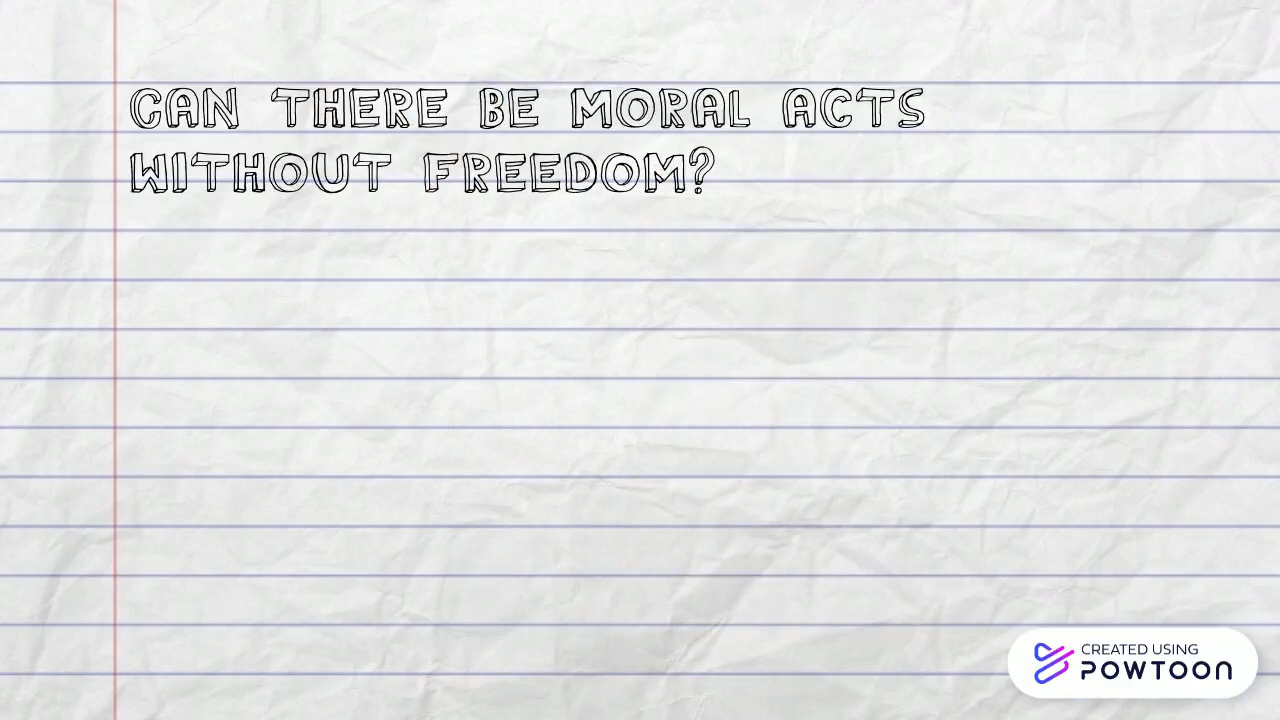 CAN THERE BE MORAL ACTS
WITHOUT FREEDOM?
CREATED USING
POWTOON